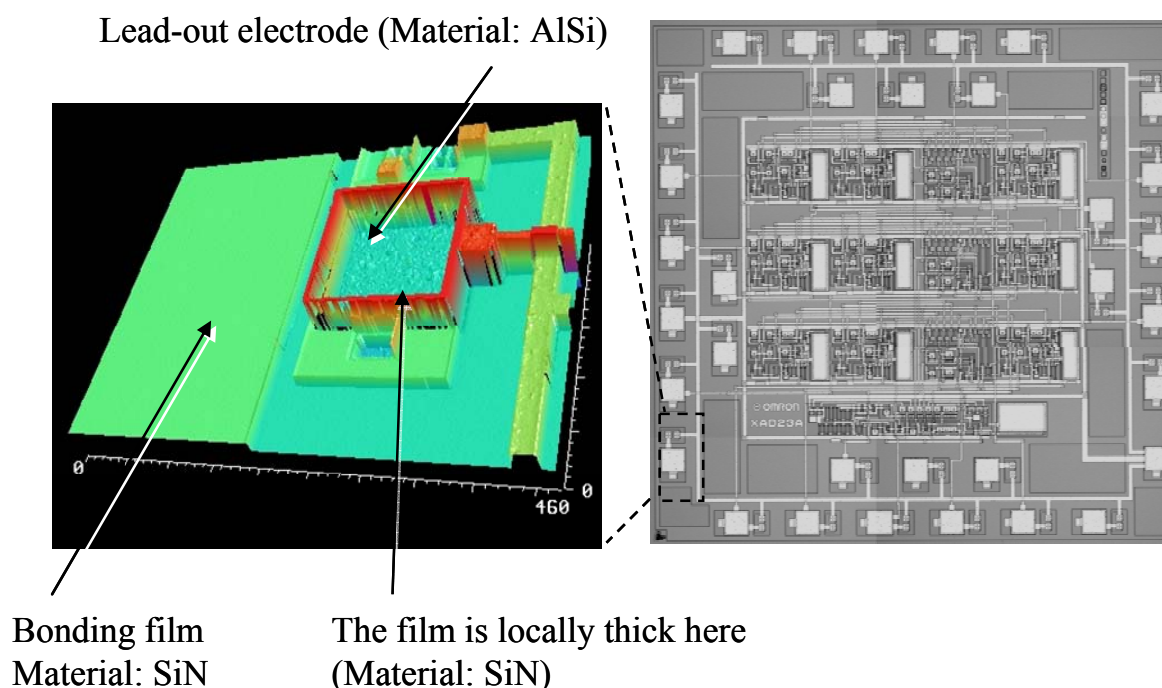 Lead-out electrode (Material: AlSi)
0
460
0
OMRON
XA023A
Bonding film
Material: SiN
The film is locally thick here
(Material: SiN)